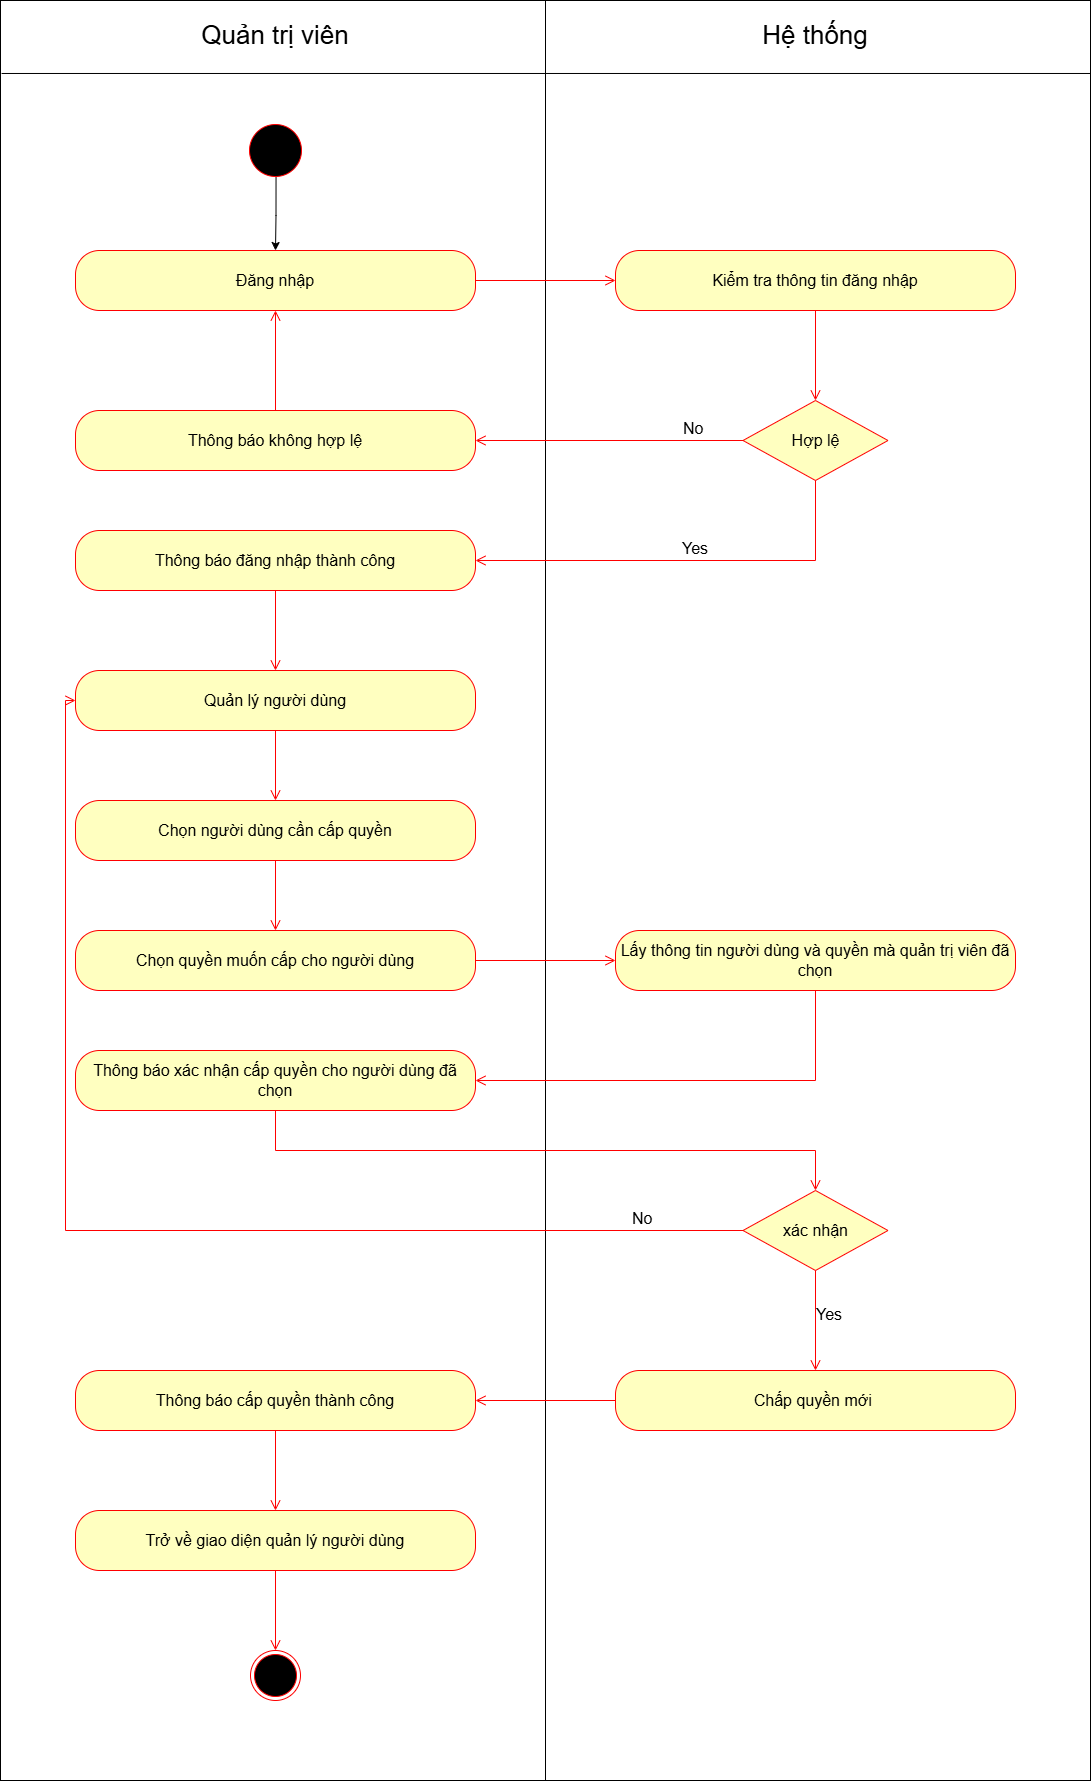 Quản trị viên
Hệ thống
Đăng nhập
Kiểm tra thông tin đăng nhập
Thông báo không hợp lệ
No
Hợp lệ
Thông báo đăng nhập thành công
Yes
Quản lý người dùng
Chọn người dùng cần cấp quyền
Chọn quyền muốn cấp cho người dùng
Lấy thông tin người dùng và quyền mà quản trị viên đã
chọn
Thông báo xác nhận cấp quyền cho người dùng đã
chọn
No
xác nhận
Yes
Thông báo cấp quyền thành công
Chấp quyền mới
Trở về giao diện quản lý người dùng